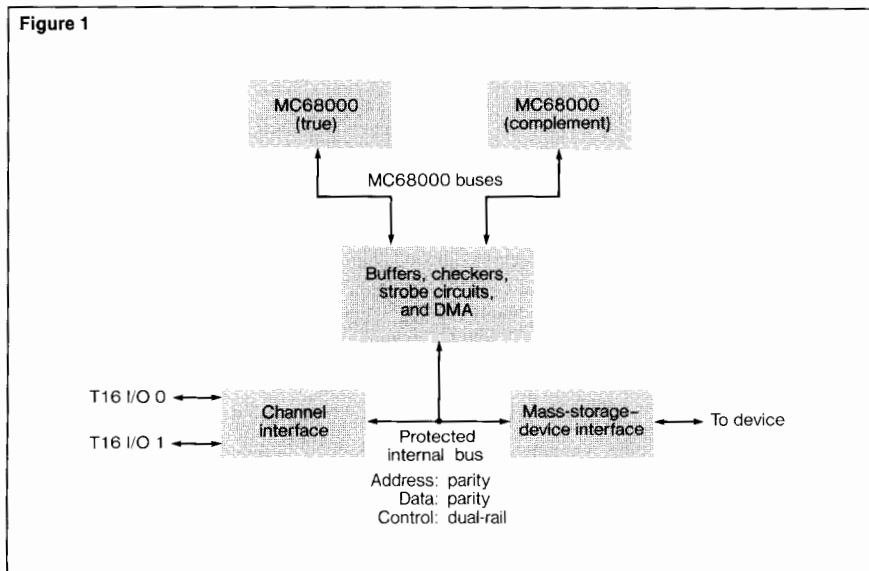 Figure 1
MC68000
(true)
MC68000
(complement)
MC68000 buses
Buffers, checkers,
strobe circuits,
and DMA
T16 I/O 0
T16 I/O 1
Channel
interface
Protected
internal bus
Address: parity
Data: parity
Control: dual-rail
Mass-storage–
device interface
To device